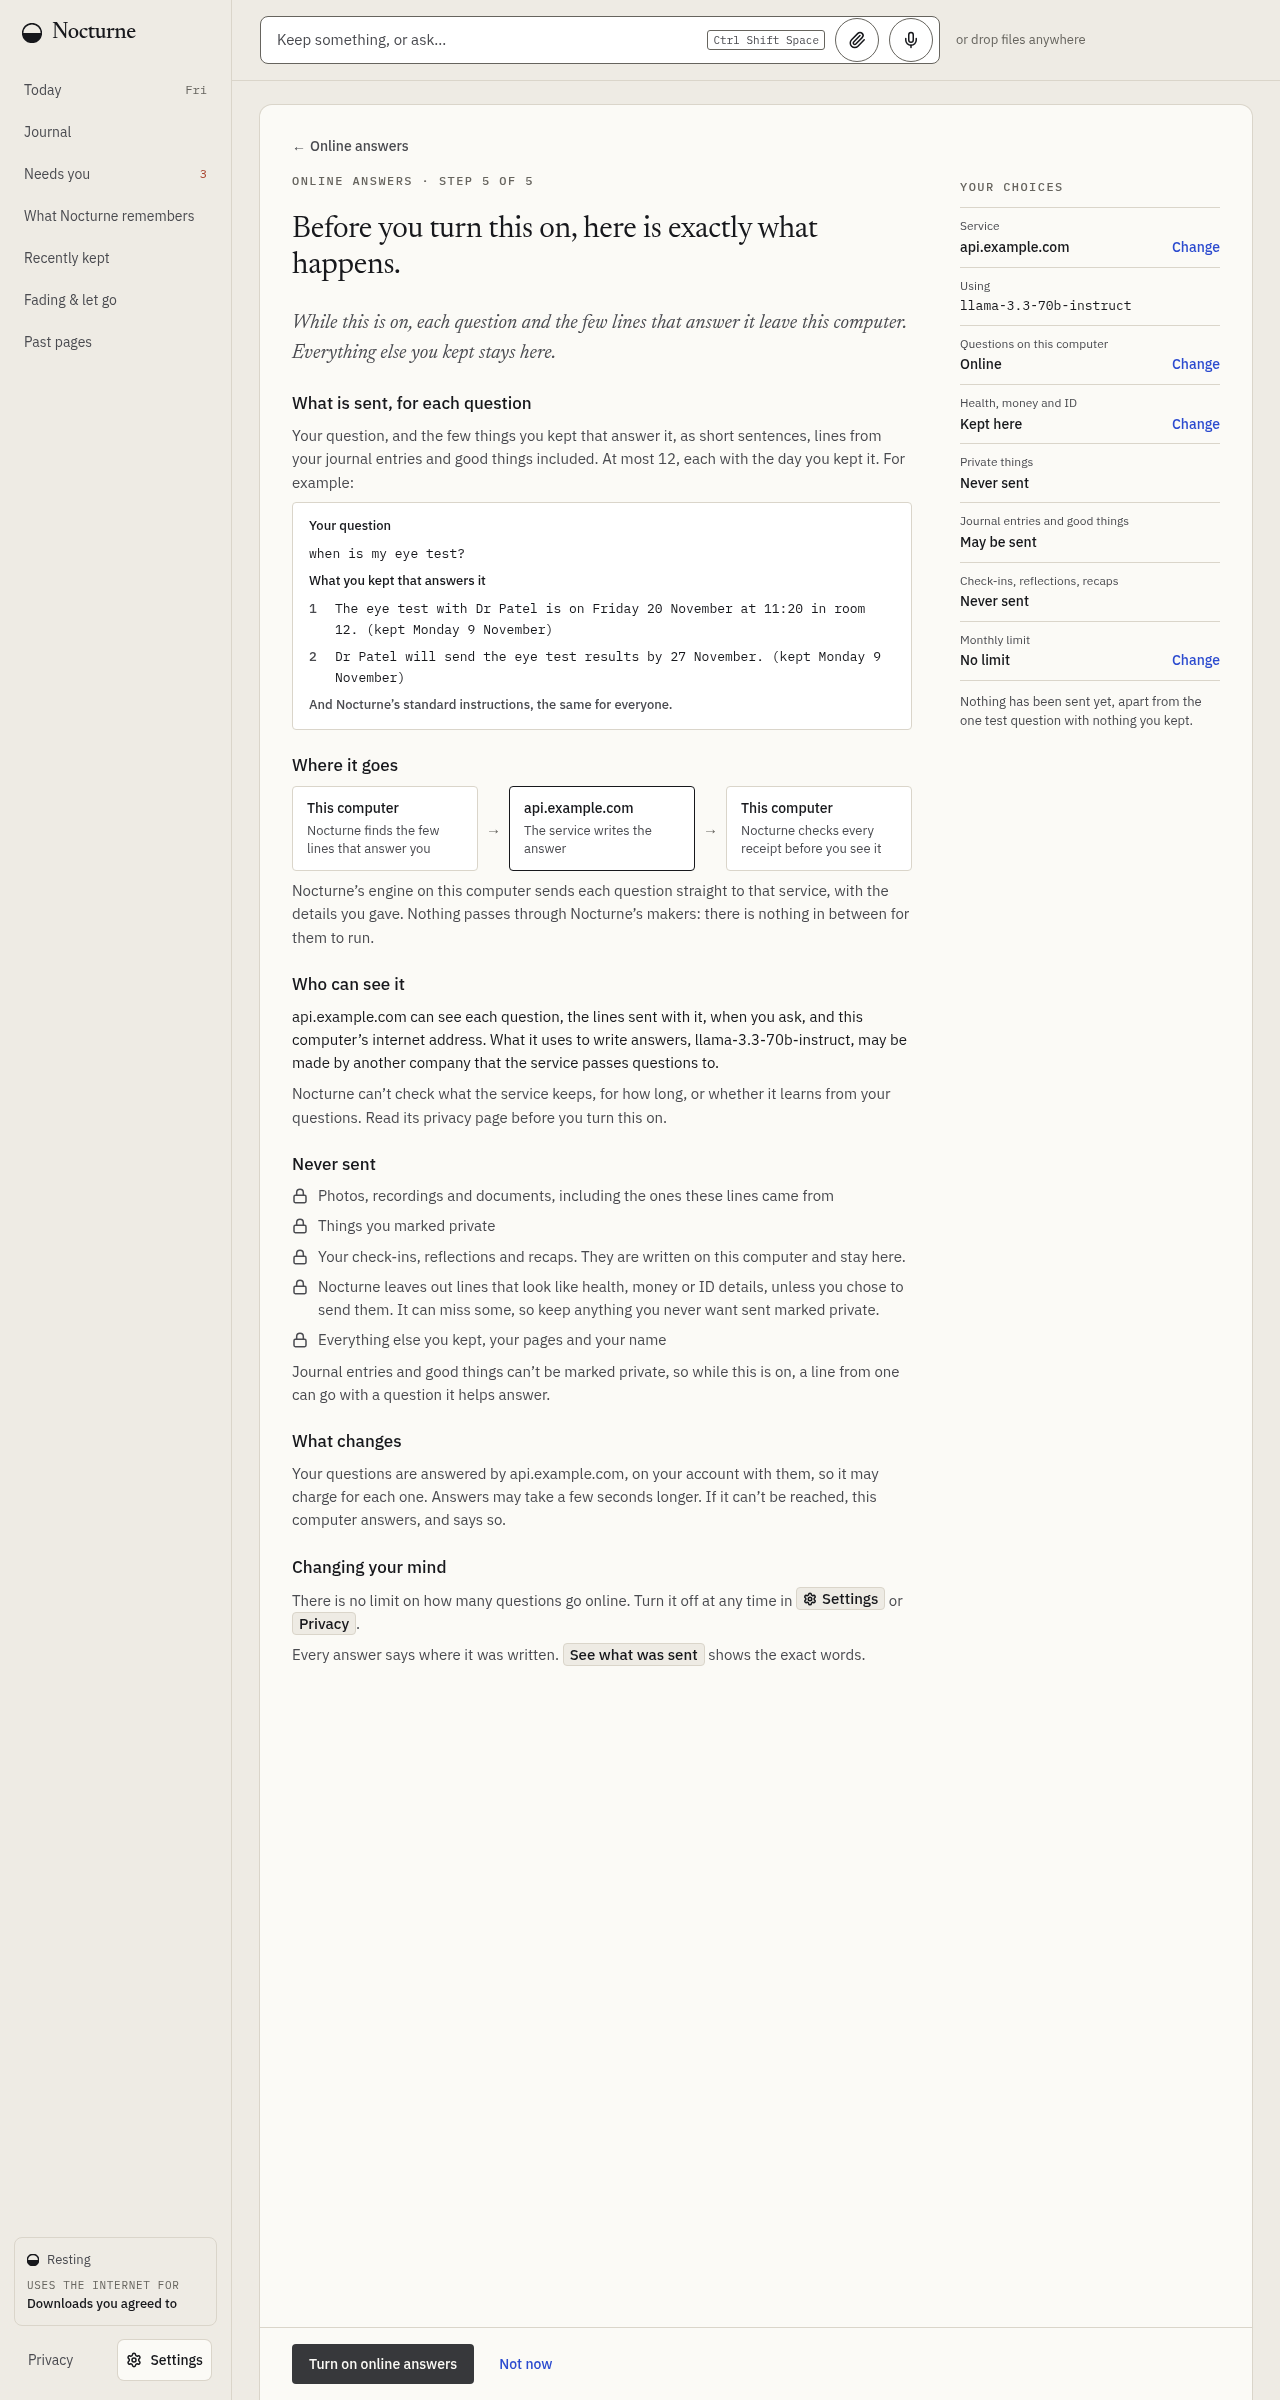 Nocturne
Today Fri
Journal
Needs you 3
What Nocturne remembers
Recently kept
Fading & let go
Past pages
Resting
USES THE INTERNET FOR
Downloads you agreed to
Privacy Settings
Keep something, or ask… Ctrl Shift Space or drop files anywhere
← Online answers
ONLINE ANSWERS · STEP 5 OF 5
Before you turn this on, here is exactly what
happens.
While this is on, each question and the few lines that answer it leave this computer.
Everything else you kept stays here.
What is sent, for each question
Your question, and the few things you kept that answer it, as short sentences, lines from
your journal entries and good things included. At most 12, each with the day you kept it. For
example:
Your question
when is my eye test?
What you kept that answers it
1 The eye test with Dr Patel is on Friday 20 November at 11:20 in room
12. (kept Monday 9 November)
2 Dr Patel will send the eye test results by 27 November. (kept Monday 9
November)
And Nocturne’s standard instructions, the same for everyone.
Where it goes
This computer
Nocturne finds the few
lines that answer you
→
api.example.com
The service writes the
answer
→
This computer
Nocturne checks every
receipt before you see it
Nocturne’s engine on this computer sends each question straight to that service, with the
details you gave. Nothing passes through Nocturne’s makers: there is nothing in between for
them to run.
Who can see it
api.example.com can see each question, the lines sent with it, when you ask, and this
computer’s internet address. What it uses to write answers, llama-3.3-70b-instruct, may be
made by another company that the service passes questions to.
Nocturne can’t check what the service keeps, for how long, or whether it learns from your
questions. Read its privacy page before you turn this on.
Never sent
Photos, recordings and documents, including the ones these lines came from
Things you marked private
Your check-ins, reflections and recaps. They are written on this computer and stay here.
Nocturne leaves out lines that look like health, money or ID details, unless you chose to
send them. It can miss some, so keep anything you never want sent marked private.
Everything else you kept, your pages and your name
Journal entries and good things can’t be marked private, so while this is on, a line from one
can go with a question it helps answer.
What changes
Your questions are answered by api.example.com, on your account with them, so it may
charge for each one. Answers may take a few seconds longer. If it can’t be reached, this
computer answers, and says so.
Changing your mind
There is no limit on how many questions go online. Turn it off at any time in Settings or
Privacy.
Every answer says where it was written. See what was sent shows the exact words.
YOUR CHOICES
Service
api.example.com Change
Using
llama-3.3-70b-instruct
Questions on this computer
Online Change
Health, money and ID
Kept here Change
Private things
Never sent
Journal entries and good things
May be sent
Check-ins, reflections, recaps
Never sent
Monthly limit
No limit Change
Nothing has been sent yet, apart from the
one test question with nothing you kept.
Turn on online answers Not now